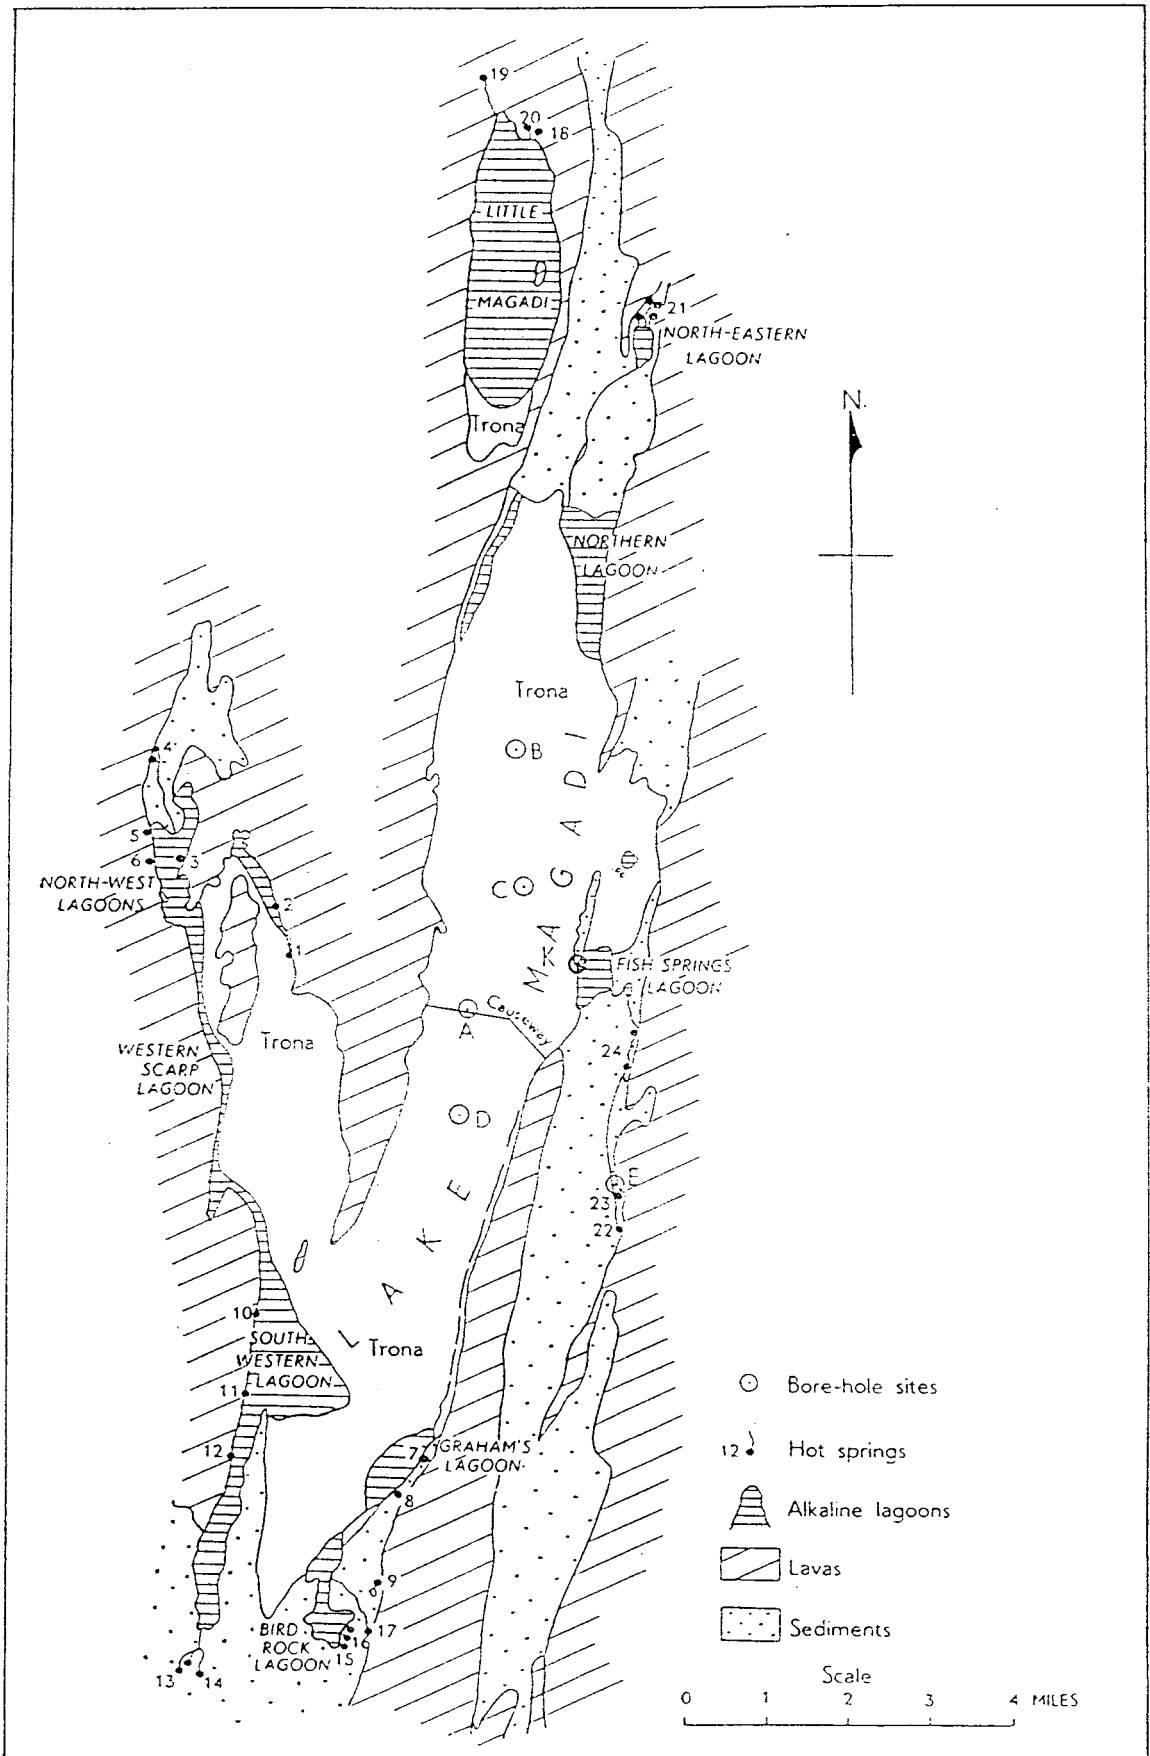 19
20
18
LITTLE
MAGADI
21
NORTH-EASTERN
LAGOON
Trona
N.
NORTHERN
LAGOON
Trona
B
4
5
6
3
NORTH-WEST
LAGOONS
2
1
C
K
FISH SPRINGS
LAGOON
Causeway
A
LAKE MAGADI
Trona
WESTERN
SCARP
LAGOON
24
D
E
23
22
10
SOUTH
WESTERN
LAGOON
Trona
11
12
7
GRAHAM'S
LAGOON
8
9
BIRD
ROCK
LAGOON
17
16
15
13
14
Bore-hole sites
12 Hot springs
Alkaline lagoons
Lavas
Sediments
Scale
0 1 2 3 4 MILES